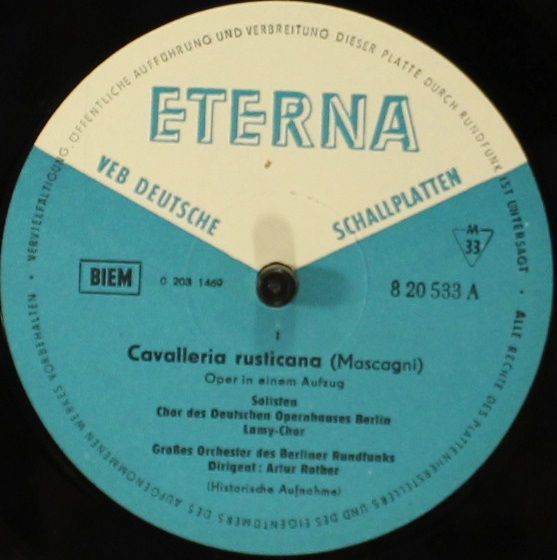 VERVIELFÄLTIGUNG, ÖFFENTLICHE AUFFÜHRUNG UND VERBREITUNG DIESER PLATTE DURCH RUNDFUNK IST UNTERSAGT • ALLE RECHTE DES PLATTENHERSTELLERS UND DES EIGENTÜMERS DES AUFGENOMMENEN WERKES VORBEHALTEN •
ETERNA
VEB DEUTSCHE SCHALLPLATTEN
M
33
BIEM
0 203 1469
8 20 533 A
1
Cavalleria rusticana (Mascagni)
Oper in einem Aufzug
Solisten
Chor des Deutschen Opernhauses Berlin
Lamy-Chor
Großes Orchester des Berliner Rundfunks
Dirigent: Artur Rother
(Historische Aufnahme)